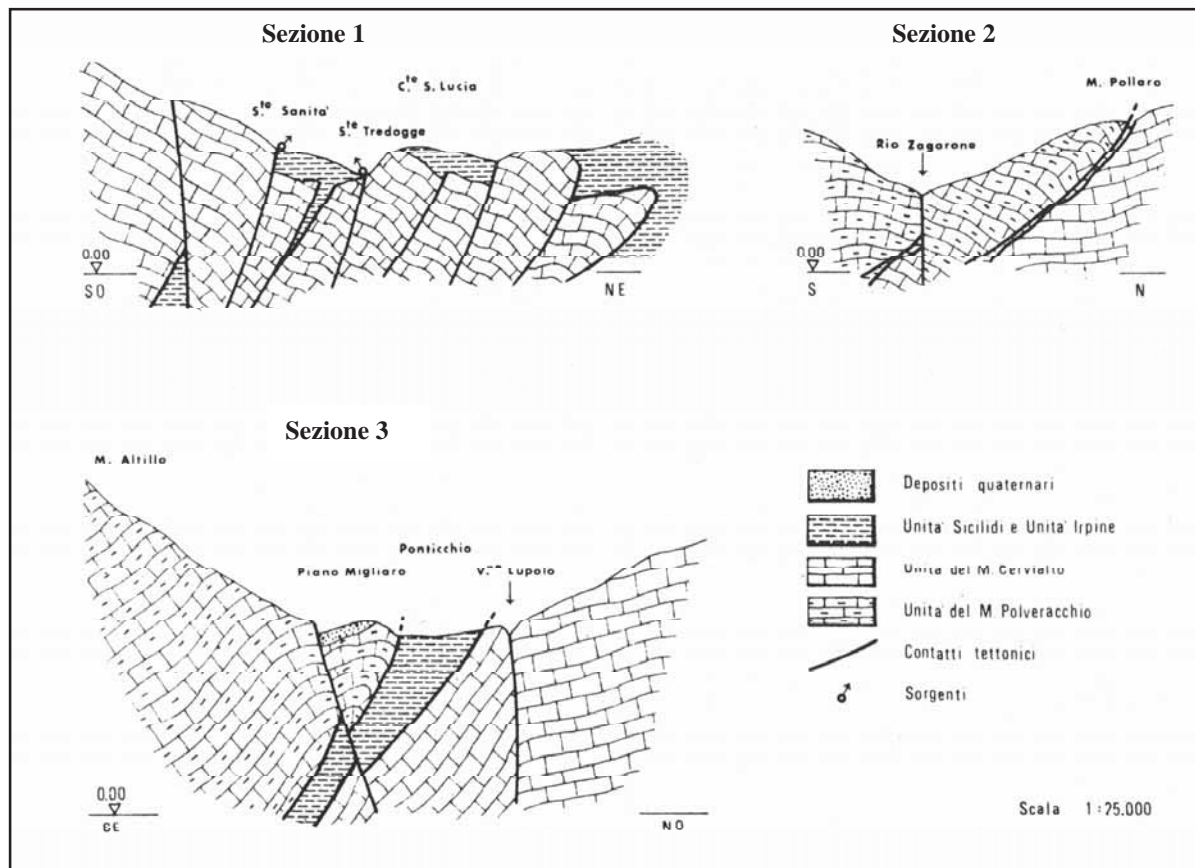 Sezione 1
Sezione 2
C.te S. Lucia
S.te Sanita'
S.te Tredogge
M. Pollaro
Rio Zagarone
0.00
SO
NE
0.00
S
N
Sezione 3
M. Altillo
Ponticchio
Piano Migliaro
V.ne Lupolo
0.00
NO
Depositi quaternari
Unita' Sicilidi e Unita' Irpine
Unita' del M. Cervialto
Unita' del M. Polveracchio
Contatti tettonici
Sorgenti
Scala 1:25.000